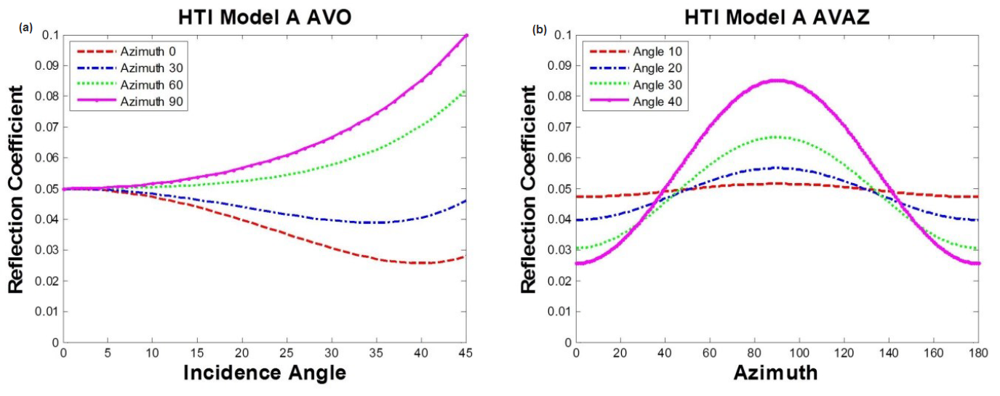 (a)
HTI Model A AVO
Azimuth 0
Azimuth 30
Azimuth 60
Azimuth 90
0.1
0.09
0.08
0.07
0.06
0.05
0.04
0.03
0.02
0.01
0
Reflection Coefficient
0 5 10 15 20 25 30 35 40 45
Incidence Angle
(b)
HTI Model A AVAZ
Angle 10
Angle 20
Angle 30
Angle 40
0.1
0.09
0.08
0.07
0.06
0.05
0.04
0.03
0.02
0.01
0
Reflection Coefficient
0 20 40 60 80 100 120 140 160 180
Azimuth